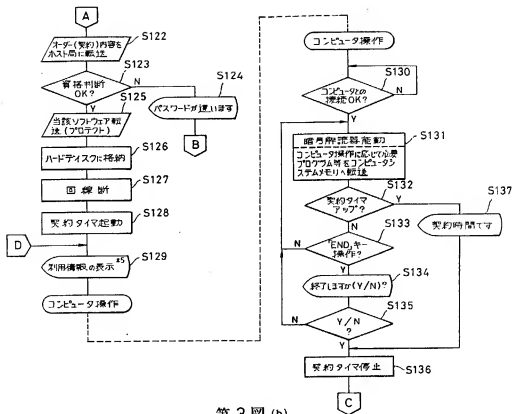 A
オーダー(契約)内容を
ホスト局に転送
S122
資格判断
OK?
S123
N
Y
パスワードが違います
S124
B
当該ソフトウェア転
送(プロテクト)
S125
ハードディスクに格納
S126
回線断
S127
契約タイマ起動
S128
D
利用情報の表示*5
S129
コンピュータ操作
コンピュータ操作
コンピュータとの
接続OK?
S130
N
Y
暗号解読器能動
コンピュータ操作に応じて必要
プログラム等をコンピュータシ
ステムメモリへ転送
S131
契約タイマ
アップ?
S132
Y
N
契約時間です
S137
「END」キー
操作?
S133
N
Y
終了しますか(Y/N)?
S134
Y/N
?
S135
N
Y
契約タイマ停止
S136
C
第3図(b)